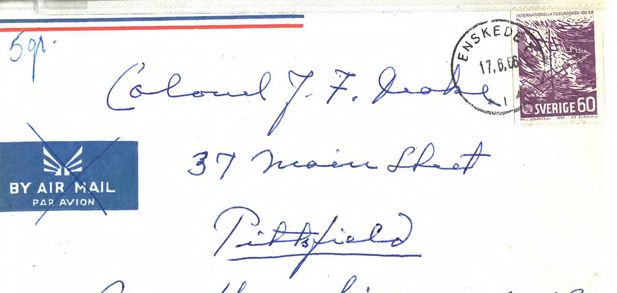 5gr.
ENSKEDE
17.6.66
INTERNATIONELLA TELEUNIONEN 100 ÅR
SVERIGE 60
Colonel J. F. Drake
37 Main Street
BY AIR MAIL
PAR AVION
Pittsfield